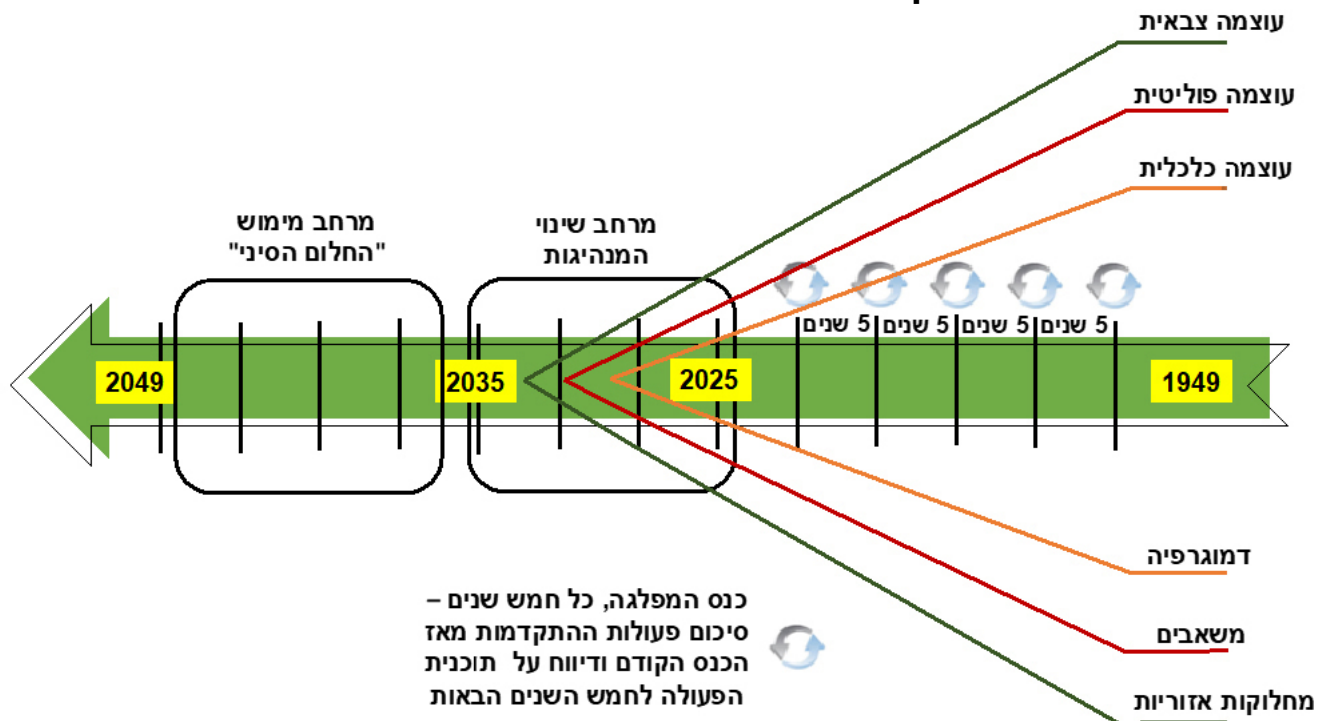 עוצמה צבאית
עוצמה פוליטית
עוצמה כלכלית
מרחב שינוי
המנהיגות
מרחב מימוש
"החלום הסיני"
5 שנים
5 שנים
5 שנים
5 שנים
1949
2025
2035
2049
דמוגרפיה
משאבים
מחלוקות אזוריות
כנס המפלגה, כל חמש שנים –
סיכום פעולות ההתקדמות מאז
הכנס הקודם ודיווח על תוכנית
הפעולה לחמש השנים הבאות